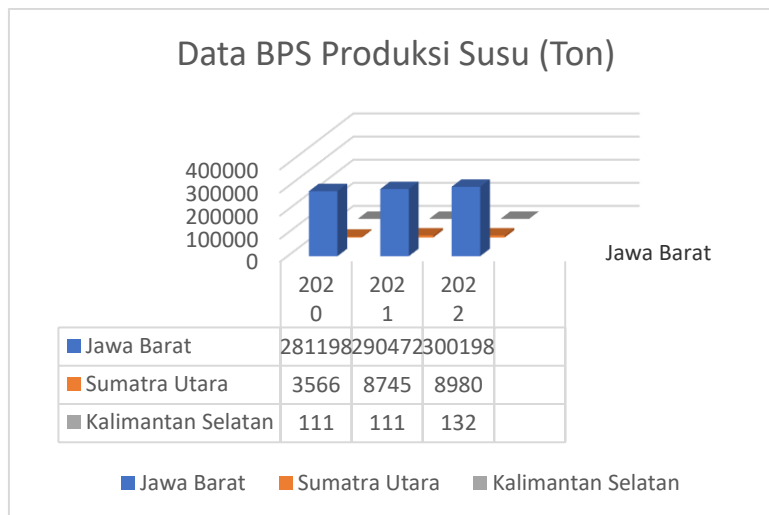 Data BPS Produksi Susu (Ton)
400000
300000
200000
100000
0
Jawa Barat
202
0
202
1
202
2
Jawa Barat 281198 290472 300198
Sumatra Utara 3566 8745 8980
Kalimantan Selatan 111 111 132
Jawa Barat Sumatra Utara Kalimantan Selatan